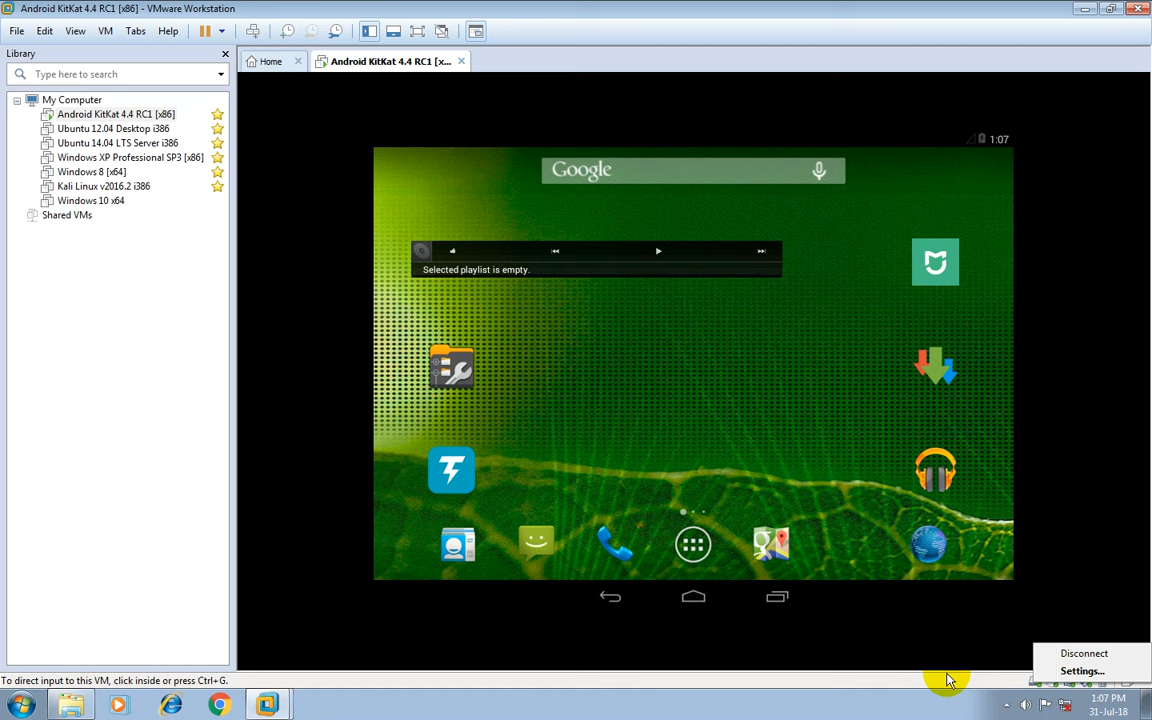 Android KitKat 4.4 RC1 [x86] - VMware Workstation
File Edit View VM Tabs Help
Library
Type here to search
My Computer
Android KitKat 4.4 RC1 [x86]
Ubuntu 12.04 Desktop i386
Ubuntu 14.04 LTS Server i386
Windows XP Professional SP3 [x86]
Windows 8 [x64]
Kali Linux v2016.2 i386
Windows 10 x64
Shared VMs
Home
Android KitKat 4.4 RC1 [x...
1:07
Google
Selected playlist is empty.
Disconnect
Settings...
To direct input to this VM, click inside or press Ctrl+G.
1:07 PM
31-Jul-18